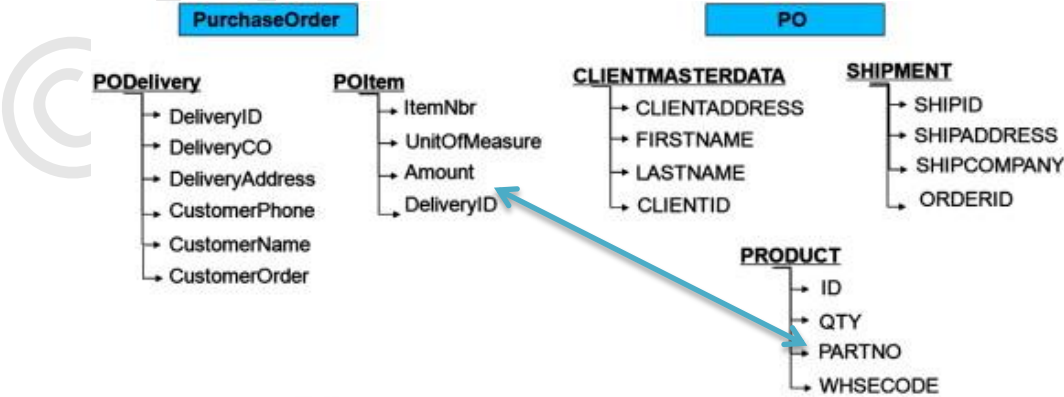 PurchaseOrder
PODelivery
DeliveryID
DeliveryCO
DeliveryAddress
CustomerPhone
CustomerName
CustomerOrder
POItem
ItemNbr
UnitOfMeasure
Amount
DeliveryID
PO
CLIENTMASTERDATA
CLIENTADDRESS
FIRSTNAME
LASTNAME
CLIENTID
SHIPMENT
SHIPID
SHIPADDRESS
SHIPCOMPANY
ORDERID
PRODUCT
ID
QTY
PARTNO
WHSECODE